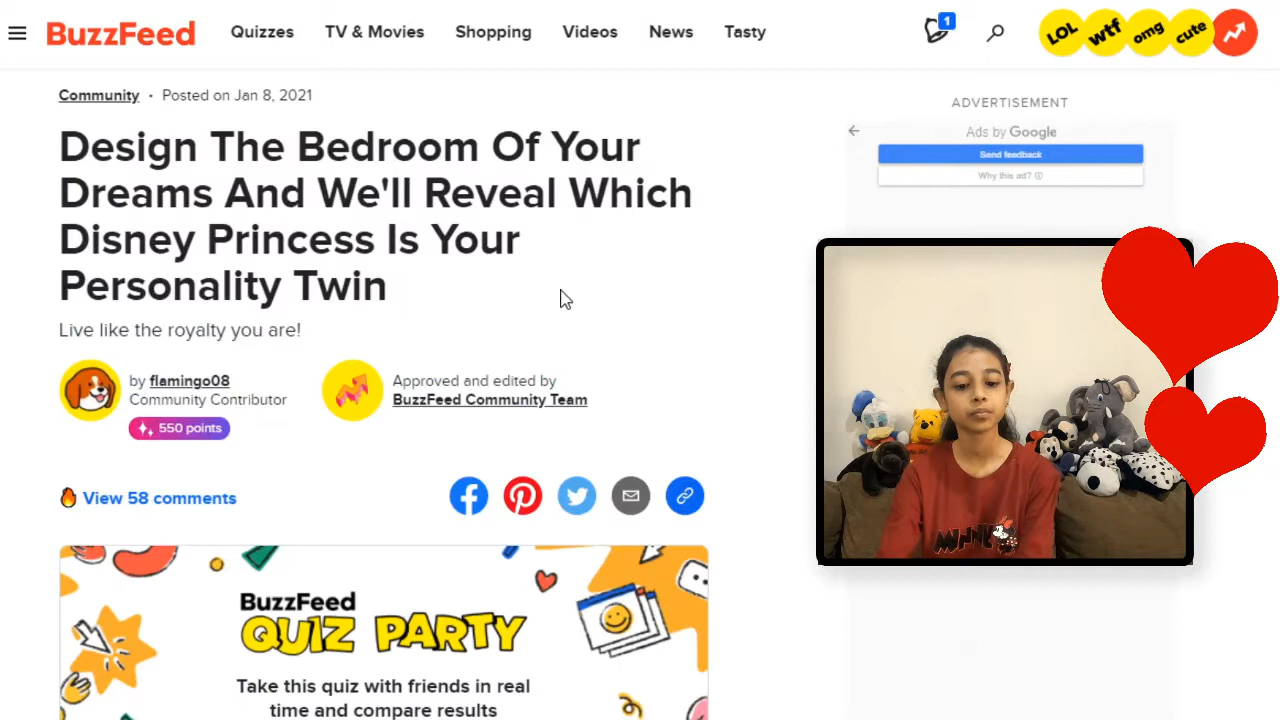 BuzzFeed
Quizzes
TV & Movies
Shopping
Videos
News
Tasty
1
LOL
wtf
omg
cute
Community · Posted on Jan 8, 2021
Design The Bedroom Of Your
Dreams And We'll Reveal Which
Disney Princess Is Your
Personality Twin
Live like the royalty you are!
by flamingo08
Community Contributor
550 points
Approved and edited by
BuzzFeed Community Team
View 58 comments
BuzzFeed
QUIZ PARTY
Take this quiz with friends in real
time and compare results
ADVERTISEMENT
Ads by Google
Send feedback
Why this ad?
MINNIE